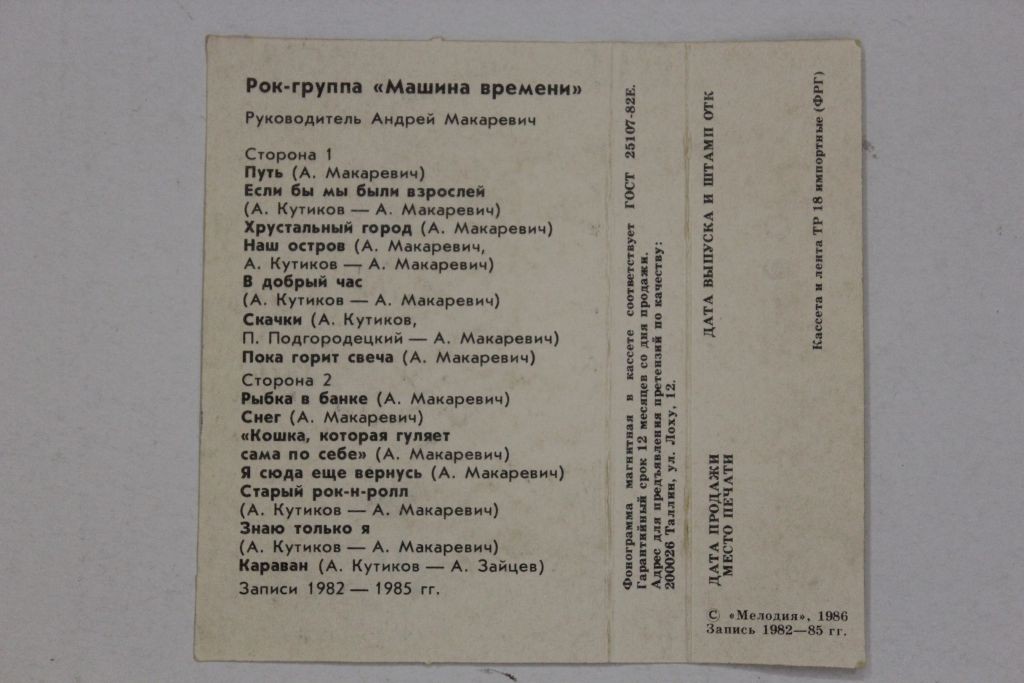 Рок-группа «Машина времени»
Руководитель Андрей Макаревич
Сторона 1
Путь (А. Макаревич)
Если бы мы были взрослей
(А. Кутиков — А. Макаревич)
Хрустальный город (А. Макаревич)
Наш остров (А. Макаревич,
А. Кутиков — А. Макаревич)
В добрый час
(А. Кутиков — А. Макаревич)
Скачки (А. Кутиков,
П. Подгородецкий — А. Макаревич)
Пока горит свеча (А. Макаревич)
Сторона 2
Рыбка в банке (А. Макаревич)
Снег (А. Макаревич)
«Кошка, которая гуляет
сама по себе» (А. Макаревич)
Я сюда еще вернусь (А. Макаревич)
Старый рок-н-ролл
(А. Кутиков — А. Макаревич)
Знаю только я
(А. Кутиков — А. Макаревич)
Караван (А. Кутиков — А. Зайцев)
Записи 1982 — 1985 гг.
Фонограмма магнитная в кассете соответствует ГОСТ 25107-82Е.
Гарантийный срок 12 месяцев со дня продажи.
Адрес для предъявления претензий по качеству:
200026 Таллин, ул. Лоху, 12.
ДАТА ВЫПУСКА И ШТАМП ОТК
ДАТА ПРОДАЖИ
МЕСТО ПЕЧАТИ
Кассета и лента ТР 18 импортные (ФРГ)
© «Мелодия», 1986
Запись 1982—85 гг.